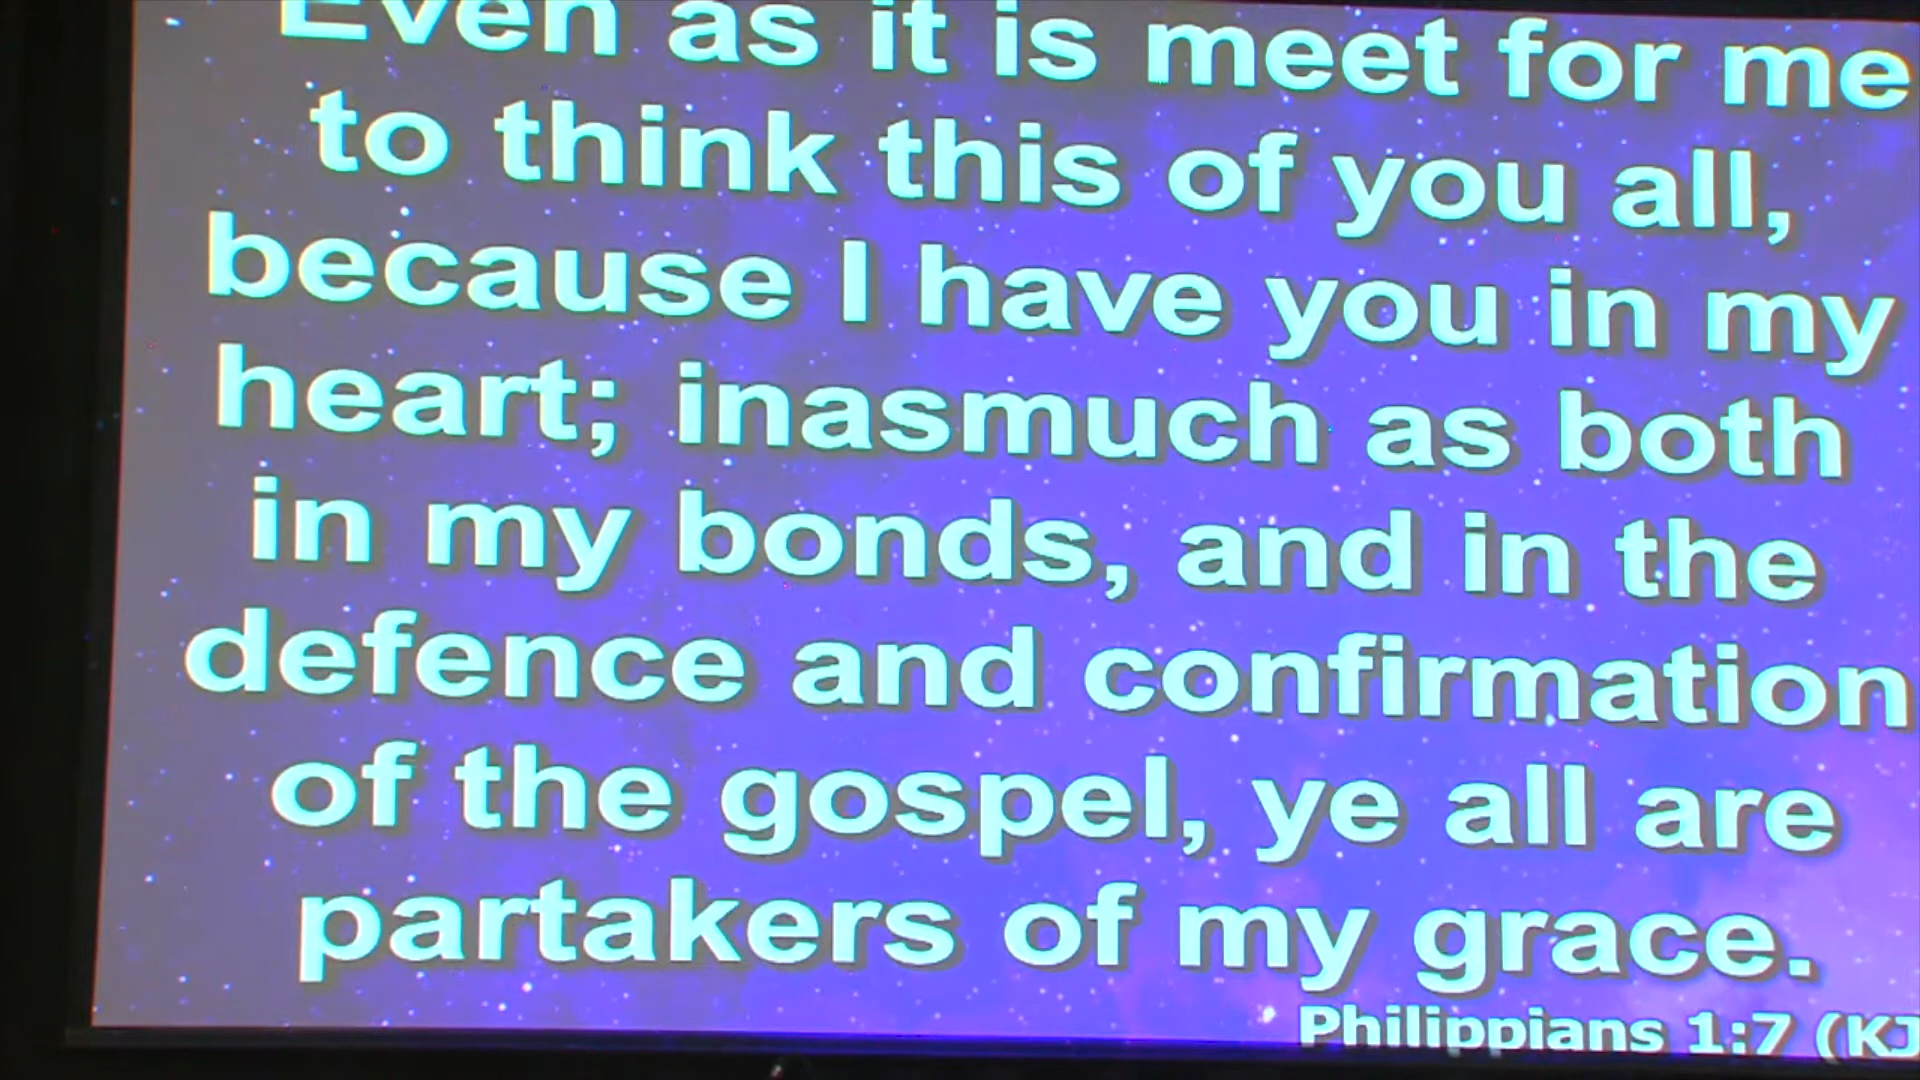 Even as it is meet for me
to think this of you all,
because I have you in my
heart; inasmuch as both
in my bonds, and in the
defence and confirmation
of the gospel, ye all are
partakers of my grace.
Philippians 1:7 (KJ